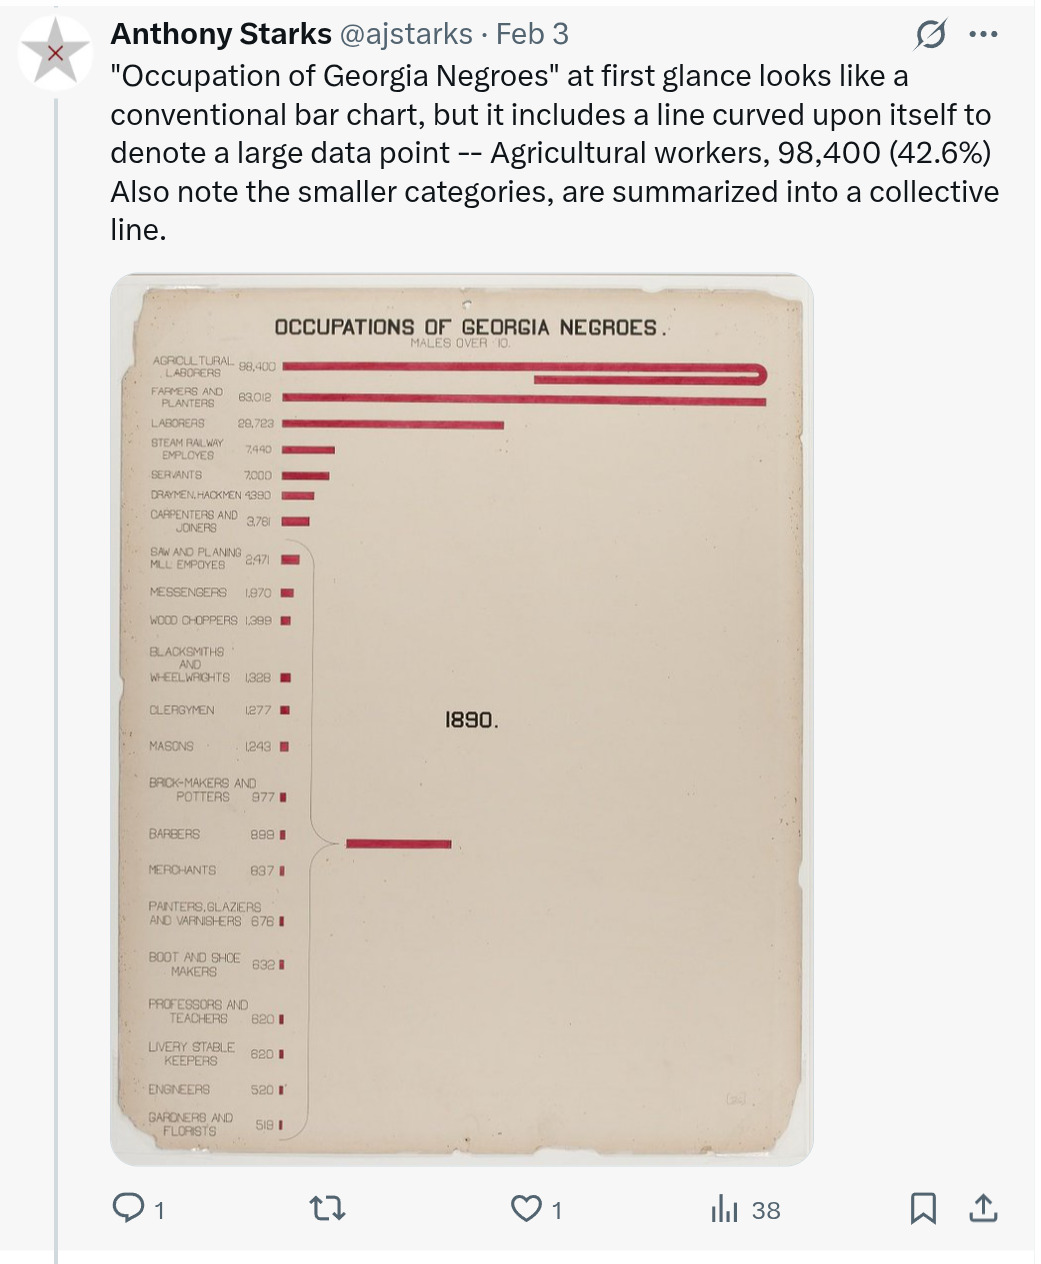 Anthony Starks @ajstarks · Feb 3
"Occupation of Georgia Negroes" at first glance looks like a
conventional bar chart, but it includes a line curved upon itself to
denote a large data point -- Agricultural workers, 98,400 (42.6%)
Also note the smaller categories, are summarized into a collective
line.
OCCUPATIONS OF GEORGIA NEGROES.
MALES OVER 10.
AGRICULTURAL
LABORERS 98,400
FARMERS AND
PLANTERS 63,012
LABORERS 29,723
STEAM RAILWAY
EMPLOYES 7,440
SERVANTS 7,000
DRAYMEN, HACKMEN 4,390
CARPENTERS AND
JOINERS 3,761
SAW AND PLANING
MILL EMPOYES 2,471
MESSENGERS 1,970
WOOD CHOPPERS 1,399
BLACKSMITHS
AND
WHEELWRIGHTS 1,328
CLERGYMEN 1,277
1890.
MASONS 1,243
BRICK-MAKERS AND
POTTERS 977
BARBERS 899
MERCHANTS 837
PAINTERS, GLAZIERS
AND VARNISHERS 676
BOOT AND SHOE
MAKERS 632
PROFESSORS AND
TEACHERS 620
LIVERY STABLE
KEEPERS 620
ENGINEERS 520
GARDNERS AND
FLORISTS 519
1 1 38